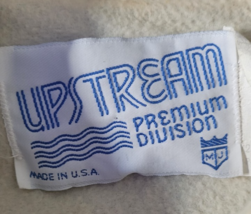 UPSTREAM
PREMIUM
DIVISION
MADE IN U.S.A
M J